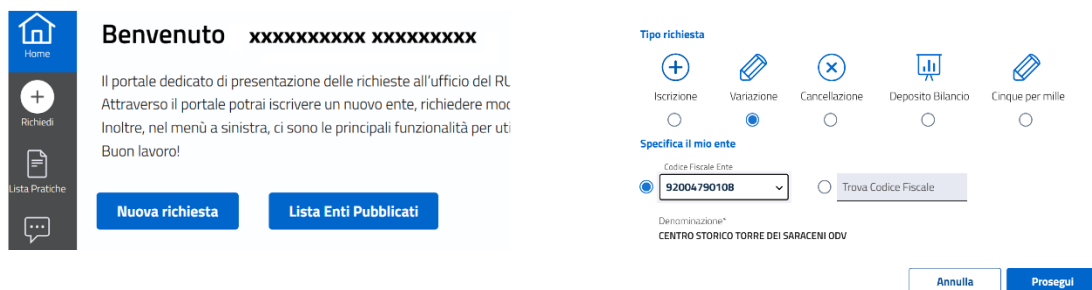 Home
Richiedi
Lista Pratiche
Benvenuto xxxxxxxxxx xxxxxxxxx
Il portale dedicato di presentazione delle richieste all'ufficio del RU
Attraverso il portale potrai iscrivere un nuovo ente, richiedere mod
Inoltre, nel menù a sinistra, ci sono le principali funzionalità per uti
Buon lavoro!
Nuova richiesta Lista Enti Pubblicati
Tipo richiesta
Iscrizione Variazione Cancellazione Deposito Bilancio Cinque per mille
Specifica il mio ente
Codice Fiscale Ente
92004790108 Trova Codice Fiscale
Denominazione*
CENTRO STORICO TORRE DEI SARACENI ODV
Annulla Prosegui